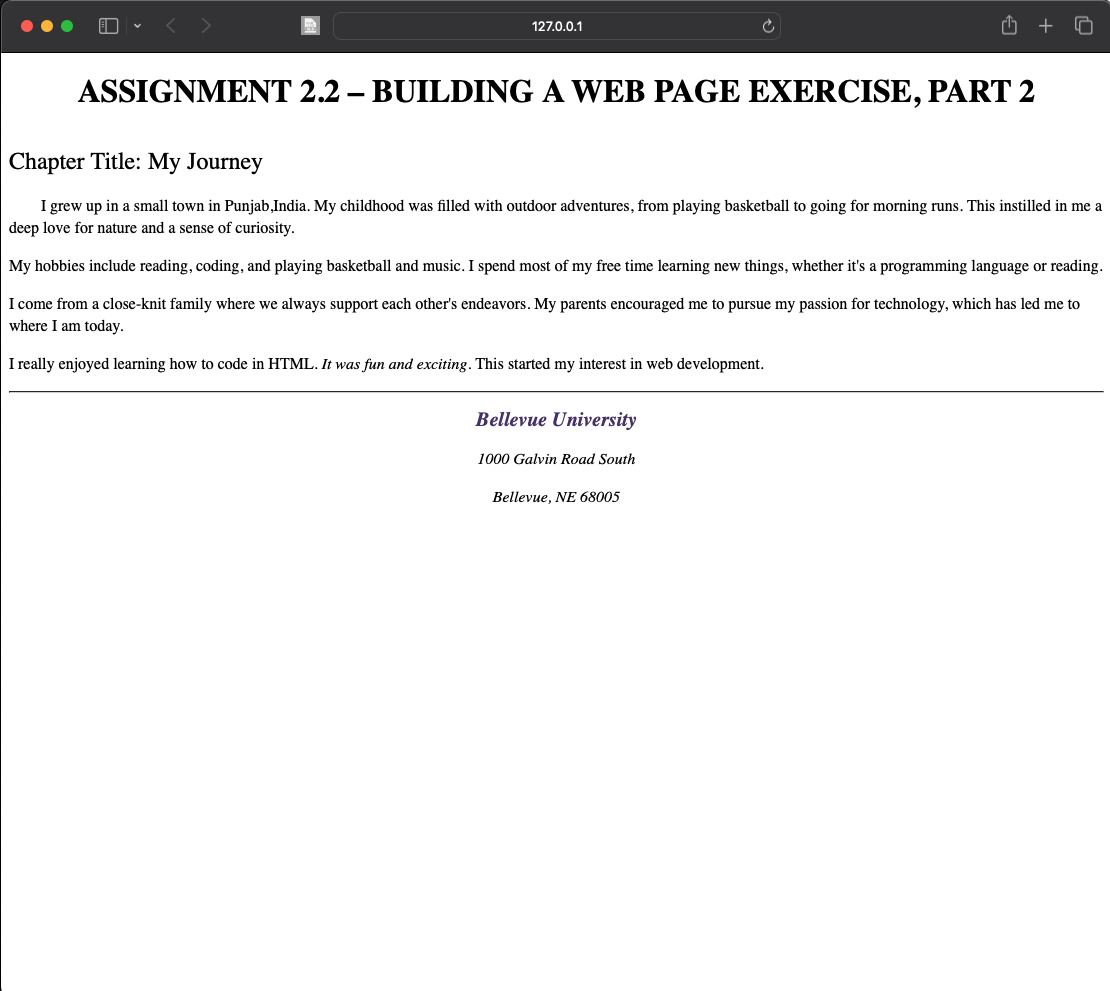 127.0.0.1
ASSIGNMENT 2.2 – BUILDING A WEB PAGE EXERCISE, PART 2
Chapter Title: My Journey
I grew up in a small town in Punjab,India. My childhood was filled with outdoor adventures, from playing basketball to going for morning runs. This instilled in me a
deep love for nature and a sense of curiosity.
My hobbies include reading, coding, and playing basketball and music. I spend most of my free time learning new things, whether it's a programming language or reading.
I come from a close-knit family where we always support each other's endeavors. My parents encouraged me to pursue my passion for technology, which has led me to
where I am today.
I really enjoyed learning how to code in HTML. It was fun and exciting. This started my interest in web development.
Bellevue University
1000 Galvin Road South
Bellevue, NE 68005